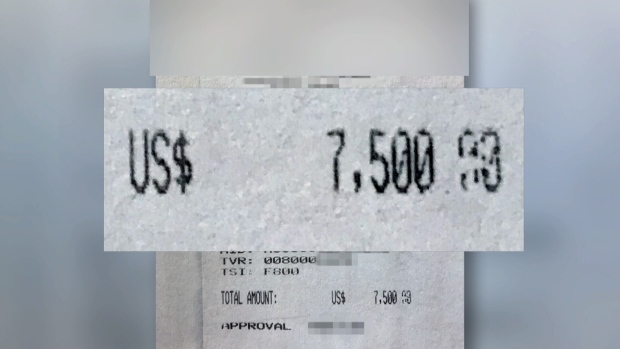 US$ 7,500.00
TVR: 008000
TSI: F800
TOTAL AMOUNT: US$ 7,500.00
APPROVAL